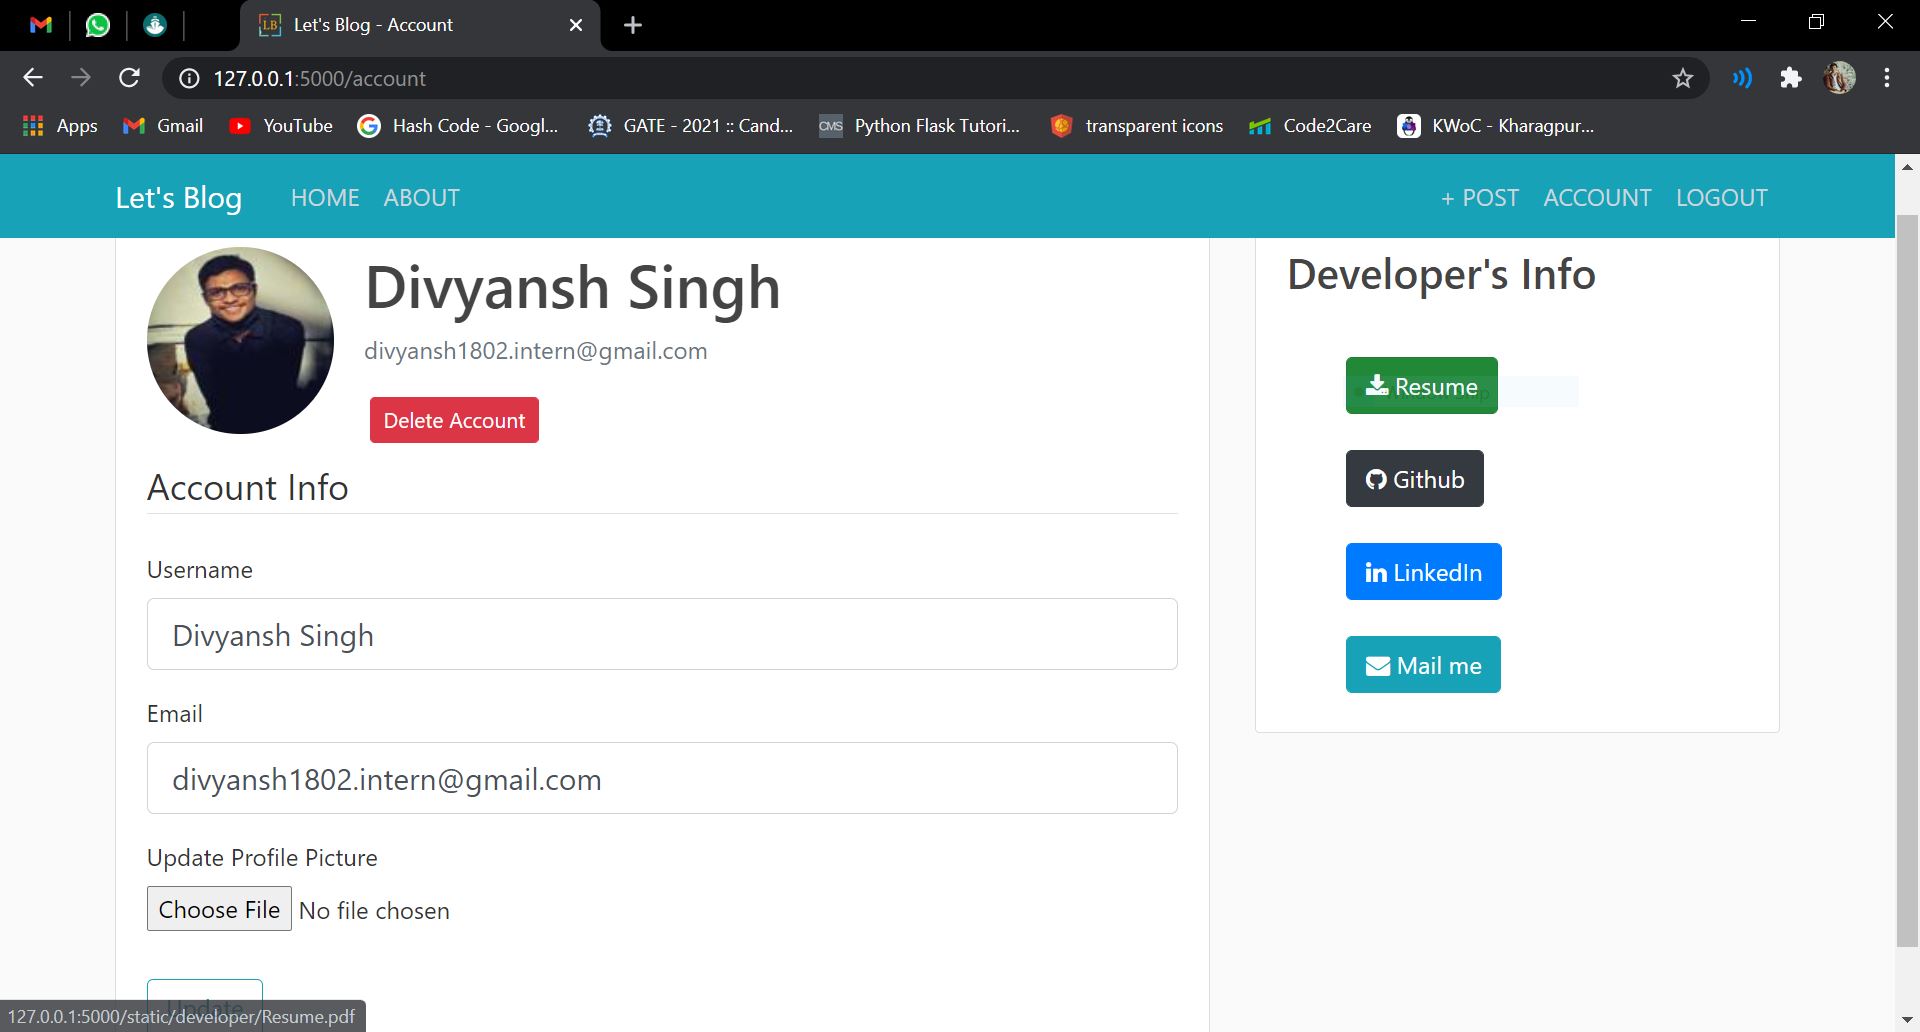 Let's Blog - Account
127.0.0.1:5000/account
Apps Gmail YouTube Hash Code - Googl... GATE - 2021 :: Cand... CMS Python Flask Tutori... transparent icons Code2Care KWoC - Kharagpur...
Let's Blog HOME ABOUT + POST ACCOUNT LOGOUT
Divyansh Singh
divyansh1802.intern@gmail.com
Delete Account
Account Info
Username
Divyansh Singh
Email
divyansh1802.intern@gmail.com
Update Profile Picture
Choose File No file chosen
Update
Developer's Info
Resume
Github
LinkedIn
Mail me
127.0.0.1:5000/static/developer/Resume.pdf